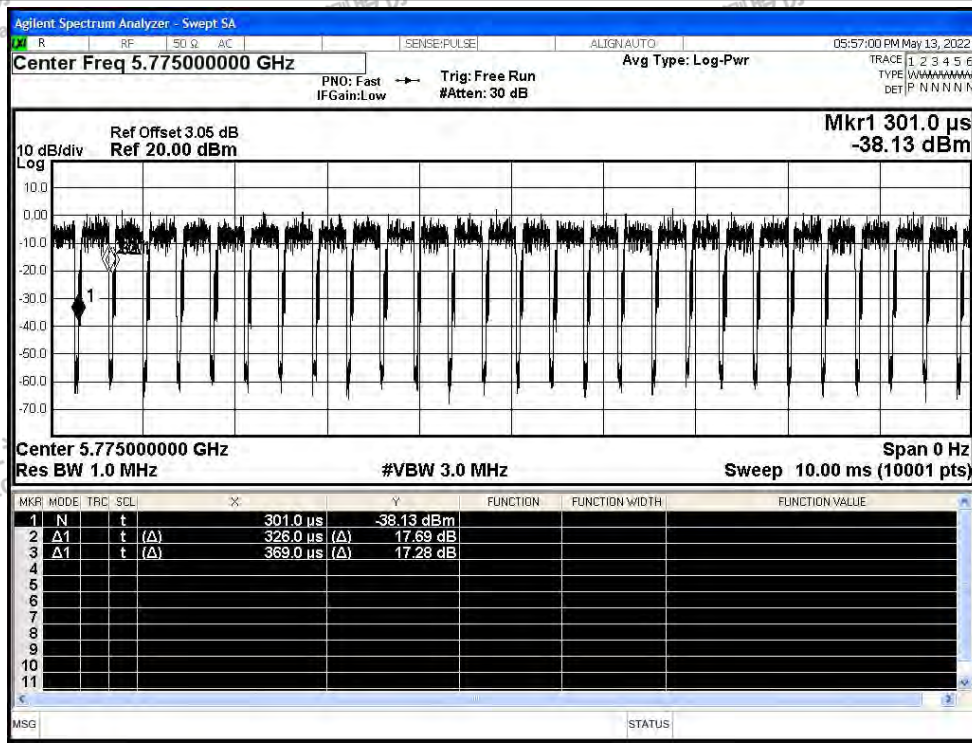 Agilent Spectrum Analyzer - Swept SA
LXI R RF 50 Ω AC SENSE:PULSE ALIGNAUTO 05:57:00 PM May 13, 2022
Center Freq 5.775000000 GHz
PNO: Fast
IFGain:Low
Trig: Free Run
#Atten: 30 dB
Avg Type: Log-Pwr
TRACE 1 2 3 4 5 6
TYPE
DET P N N N N N
Mkr1 301.0 µs
-38.13 dBm
Ref Offset 3.05 dB
Ref 20.00 dBm
10 dB/div
Log
10.0
0.00
-10.0
-20.0
-30.0
-40.0
-50.0
-60.0
-70.0
1
Center 5.775000000 GHz
Span 0 Hz
Res BW 1.0 MHz
#VBW 3.0 MHz
Sweep 10.00 ms (10001 pts)
MKR MODE TRC SCL X Y FUNCTION FUNCTION WIDTH FUNCTION VALUE
1 N t 301.0 µs -38.13 dBm
2 Δ1 t (Δ) 326.0 µs (Δ) 17.69 dB
3 Δ1 t (Δ) 369.0 µs (Δ) 17.28 dB
4
5
6
7
8
9
10
11
MSG
STATUS